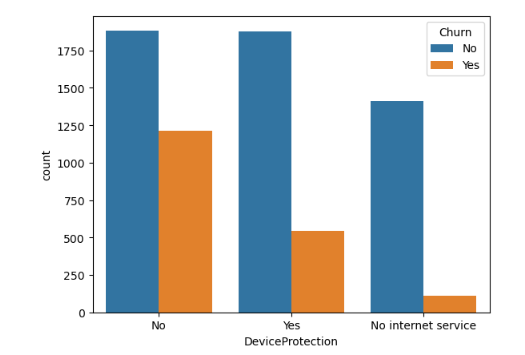 Churn
No
Yes
1750
1500
1250
1000
750
500
250
0
count
No Yes No internet service
DeviceProtection